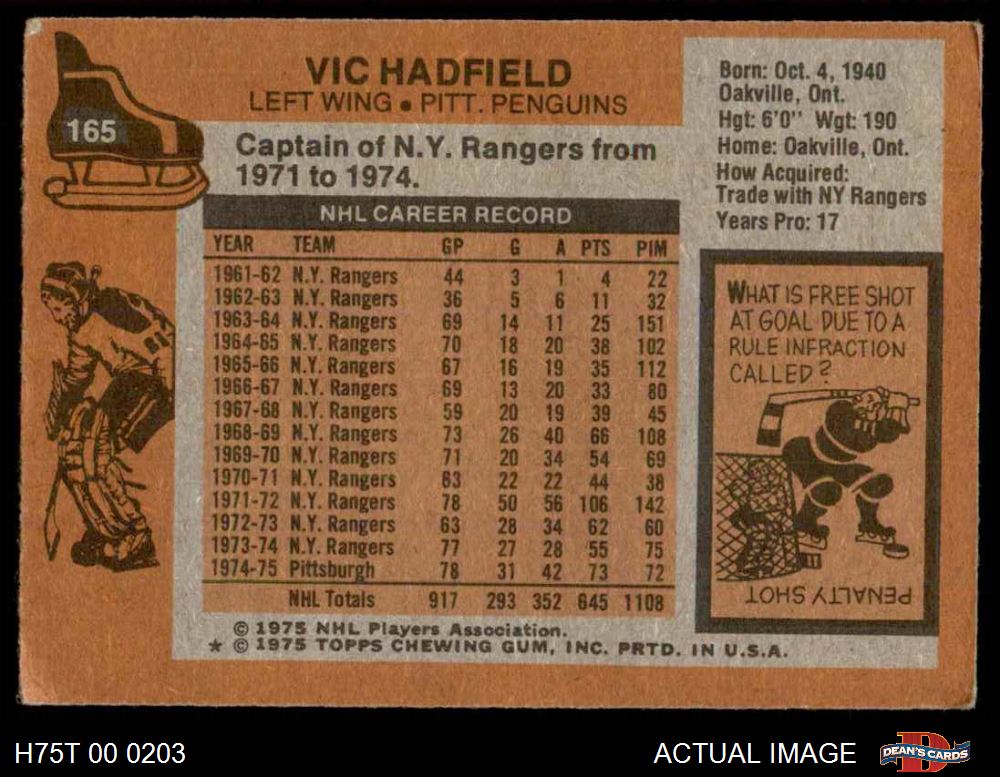 165
VIC HADFIELD
LEFT WING • PITT. PENGUINS
Captain of N.Y. Rangers from
1971 to 1974.
NHL CAREER RECORD
YEAR TEAM GP G A PTS PIM
1961-62 N.Y. Rangers 44 3 1 4 22
1962-63 N.Y. Rangers 36 5 6 11 32
1963-64 N.Y. Rangers 69 14 11 25 151
1964-65 N.Y. Rangers 70 18 20 38 102
1965-66 N.Y. Rangers 67 16 19 35 112
1966-67 N.Y. Rangers 69 13 20 33 80
1967-68 N.Y. Rangers 59 20 19 39 45
1968-69 N.Y. Rangers 73 26 40 66 108
1969-70 N.Y. Rangers 71 20 34 54 69
1970-71 N.Y. Rangers 63 22 22 44 38
1971-72 N.Y. Rangers 78 50 56 106 142
1972-73 N.Y. Rangers 63 28 34 62 60
1973-74 N.Y. Rangers 77 27 28 55 75
1974-75 Pittsburgh 78 31 42 73 72
NHL Totals 917 293 352 645 1108
© 1975 NHL Players Association.
★ © 1975 TOPPS CHEWING GUM, INC. PRTD. IN U.S.A.
Born: Oct. 4, 1940
Oakville, Ont.
Hgt: 6'0" Wgt: 190
Home: Oakville, Ont.
How Acquired:
Trade with NY Rangers
Years Pro: 17
WHAT IS FREE SHOT
AT GOAL DUE TO A
RULE INFRACTION
CALLED?
PENALTY SHOT
H75T 00 0203
ACTUAL IMAGE
DEAN'S CARDS